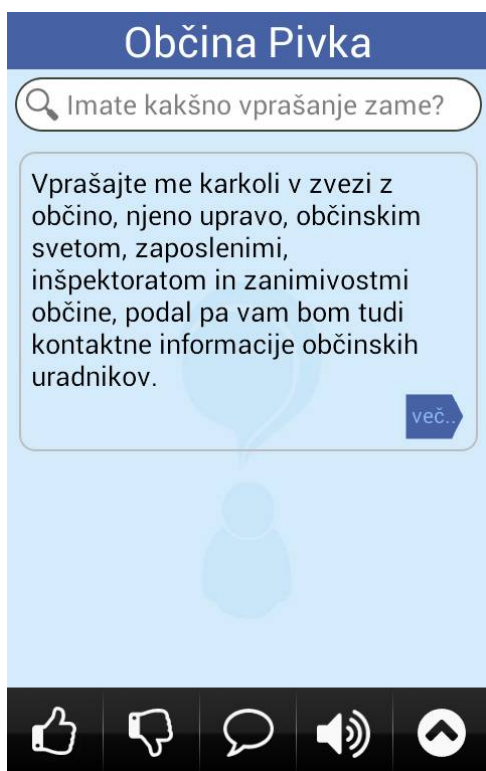 Občina Pivka
Imate kakšno vprašanje zame?
Vprašajte me karkoli v zvezi z
občino, njeno upravo, občinskim
svetom, zaposlenimi,
inšpektoratom in zanimivostmi
občine, podal pa vam bom tudi
kontaktne informacije občinskih
uradnikov.
več..